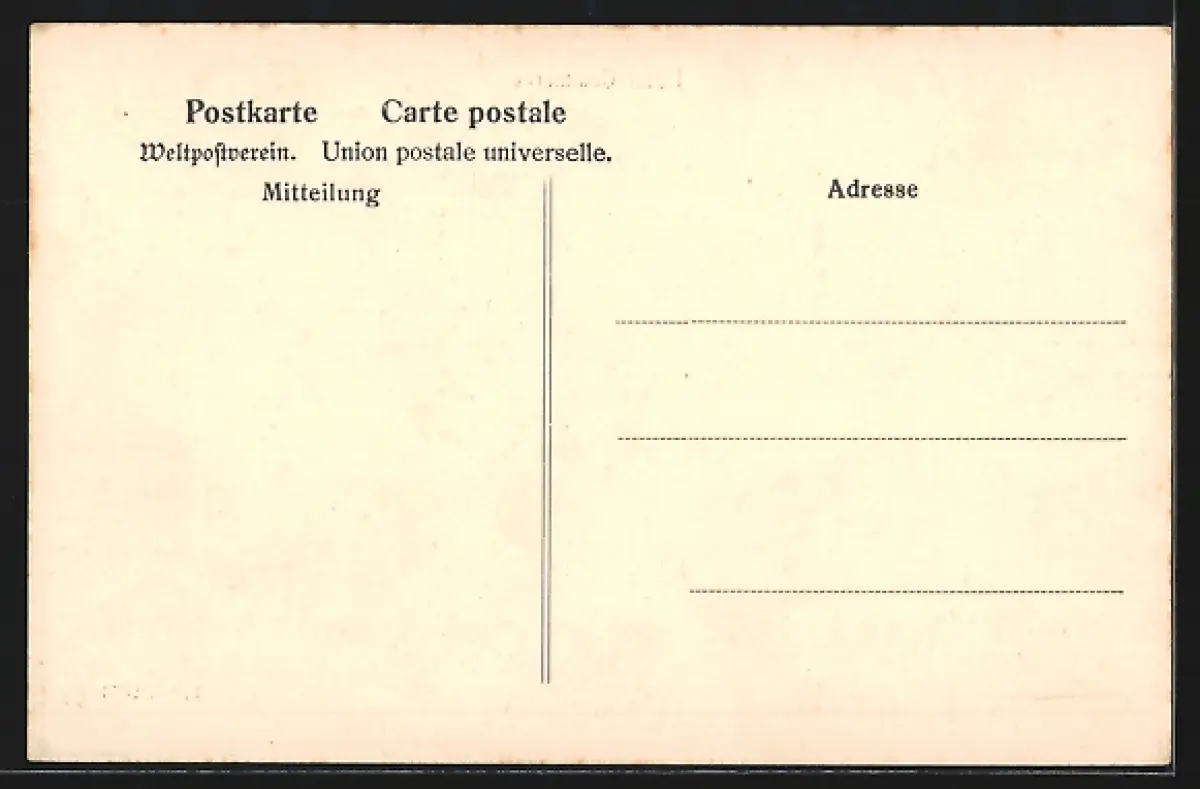 Postkarte Carte postale
Weltpostverein. Union postale universelle.
Mitteilung
Adresse